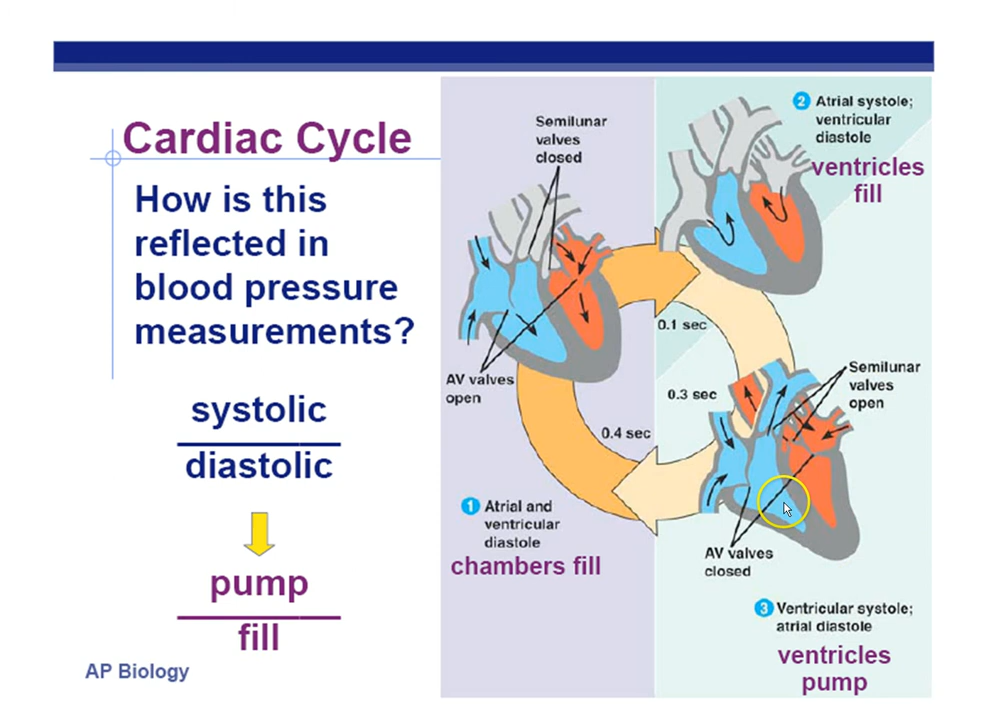 Cardiac Cycle
How is this
reflected in
blood pressure
measurements?
systolic
diastolic
pump
fill
AP Biology
Semilunar
valves
closed
AV valves
open
1 Atrial and
ventricular
diastole
chambers fill
2 Atrial systole;
ventricular
diastole
ventricles
fill
0.1 sec
0.3 sec
0.4 sec
Semilunar
valves
open
AV valves
closed
3 Ventricular systole;
atrial diastole
ventricles
pump